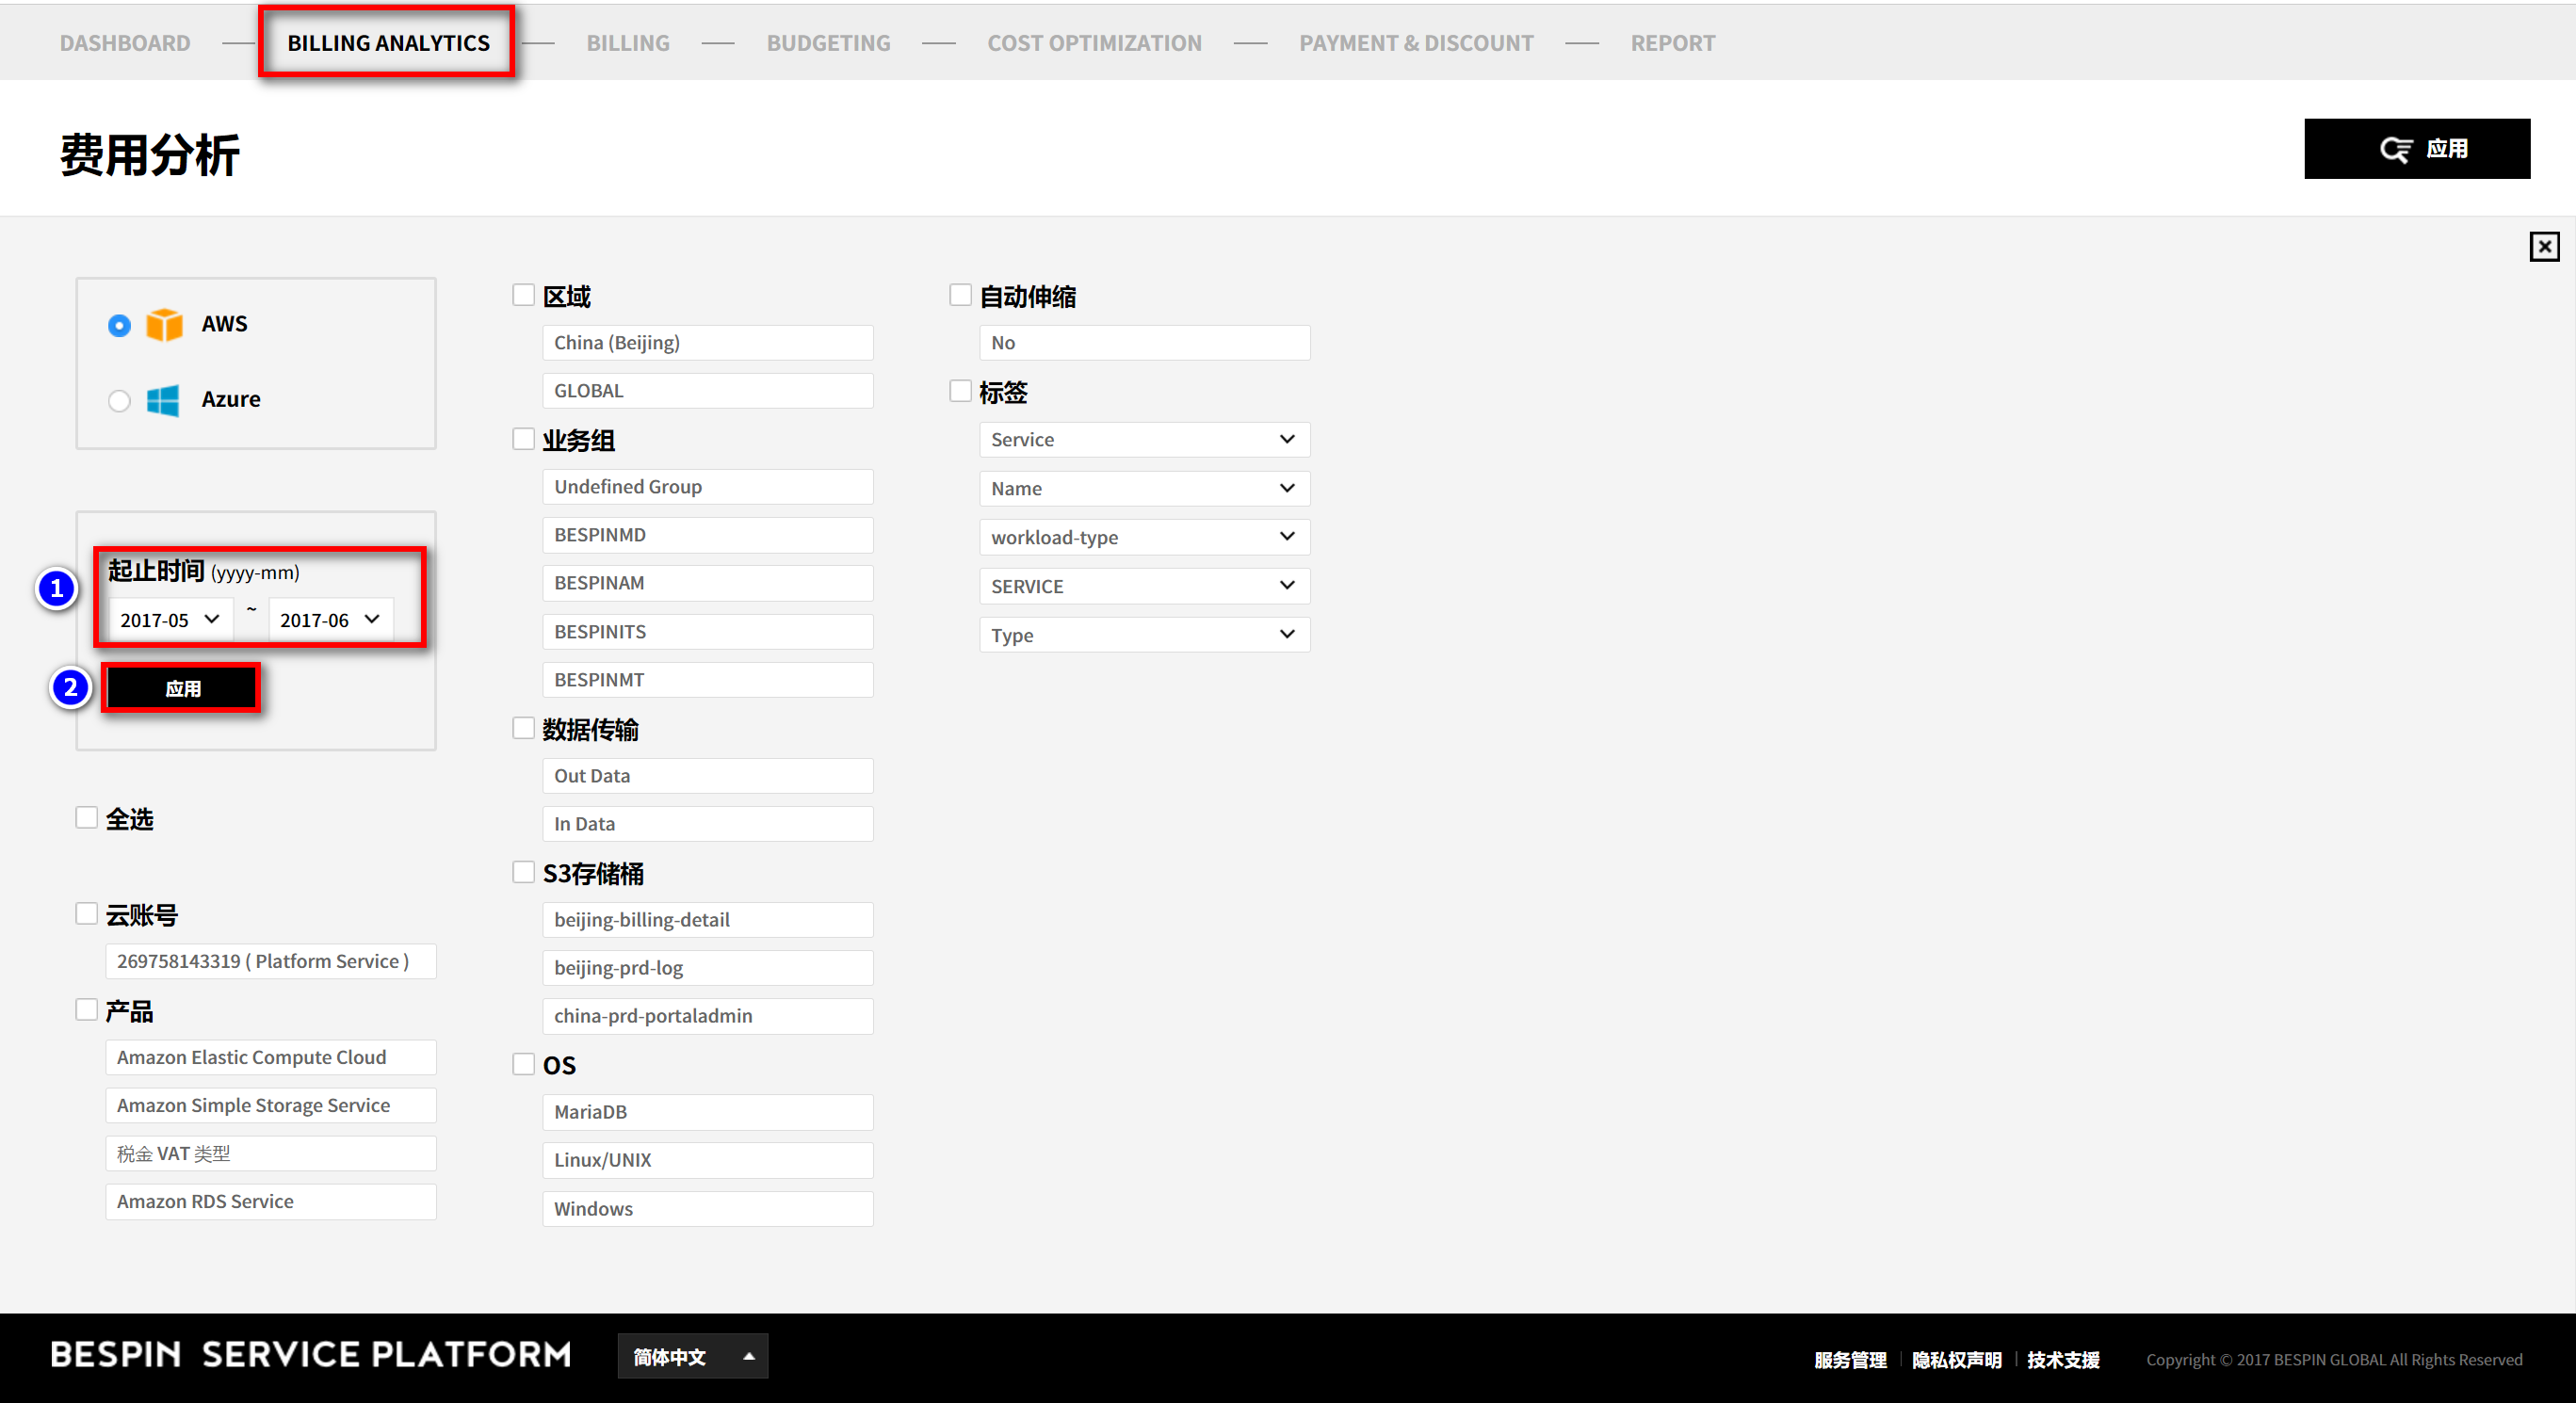 DASHBOARD BILLING ANALYTICS BILLING BUDGETING COST OPTIMIZATION PAYMENT & DISCOUNT REPORT
费用分析
应用
AWS
Azure
1
起止时间 (yyyy-mm)
2017-05 ~ 2017-06
2
应用
全选
云账号
269758143319 ( Platform Service )
产品
Amazon Elastic Compute Cloud
Amazon Simple Storage Service
税金 VAT 类型
Amazon RDS Service
区域
China (Beijing)
GLOBAL
业务组
Undefined Group
BESPINMD
BESPINAM
BESPINITS
BESPINMT
数据传输
Out Data
In Data
S3存储桶
beijing-billing-detail
beijing-prd-log
china-prd-portaladmin
OS
MariaDB
Linux/UNIX
Windows
自动伸缩
No
标签
Service
Name
workload-type
SERVICE
Type
BESPIN SERVICE PLATFORM
简体中文
服务管理 | 隐私权声明 | 技术支援
Copyright © 2017 BESPIN GLOBAL All Rights Reserved